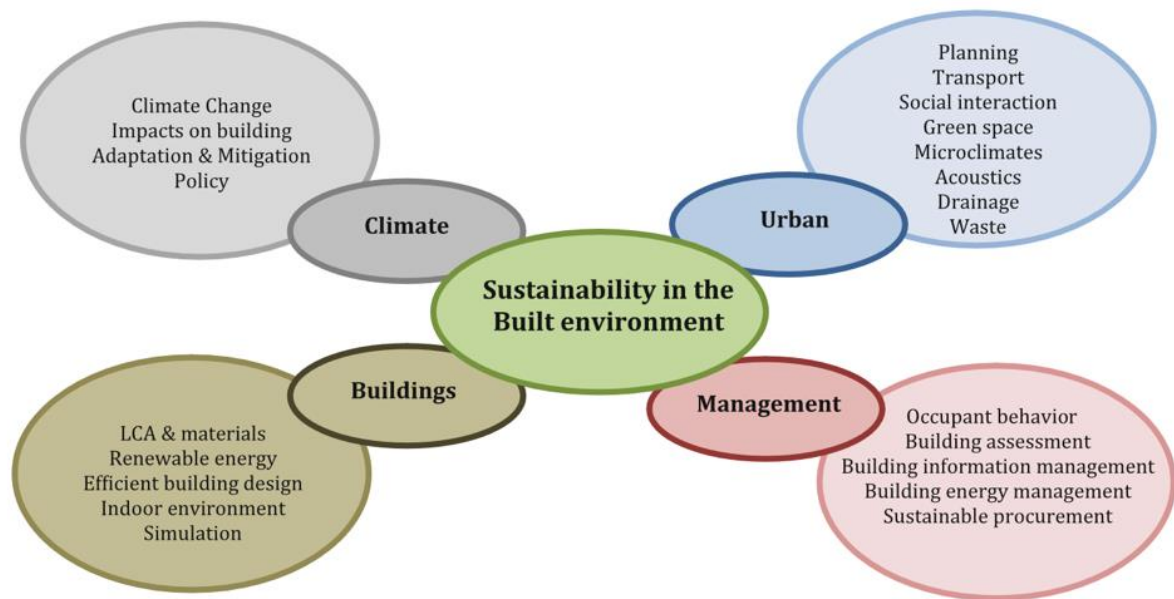 Climate Change
Impacts on building
Adaptation & Mitigation
Policy
Climate
Planning
Transport
Social interaction
Green space
Microclimates
Acoustics
Drainage
Waste
Urban
Sustainability in the
Built environment
Buildings
LCA & materials
Renewable energy
Efficient building design
Indoor environment
Simulation
Management
Occupant behavior
Building assessment
Building information management
Building energy management
Sustainable procurement